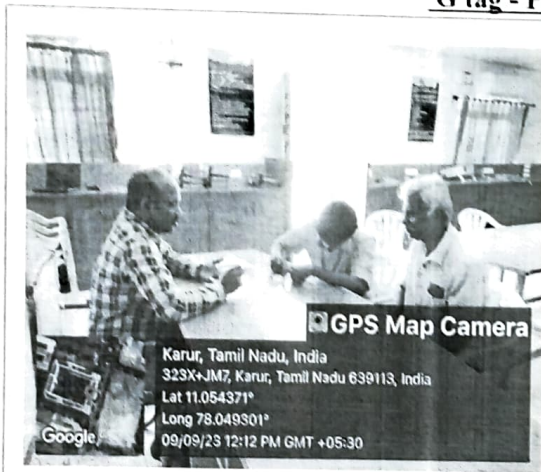 G tag - P
GPS Map Camera
Karur, Tamil Nadu, India
323X+JM7, Karur, Tamil Nadu 639113, India
Lat 11.054371°
Long 78.049301°
Google
09/09/23 12:12 PM GMT +05:30